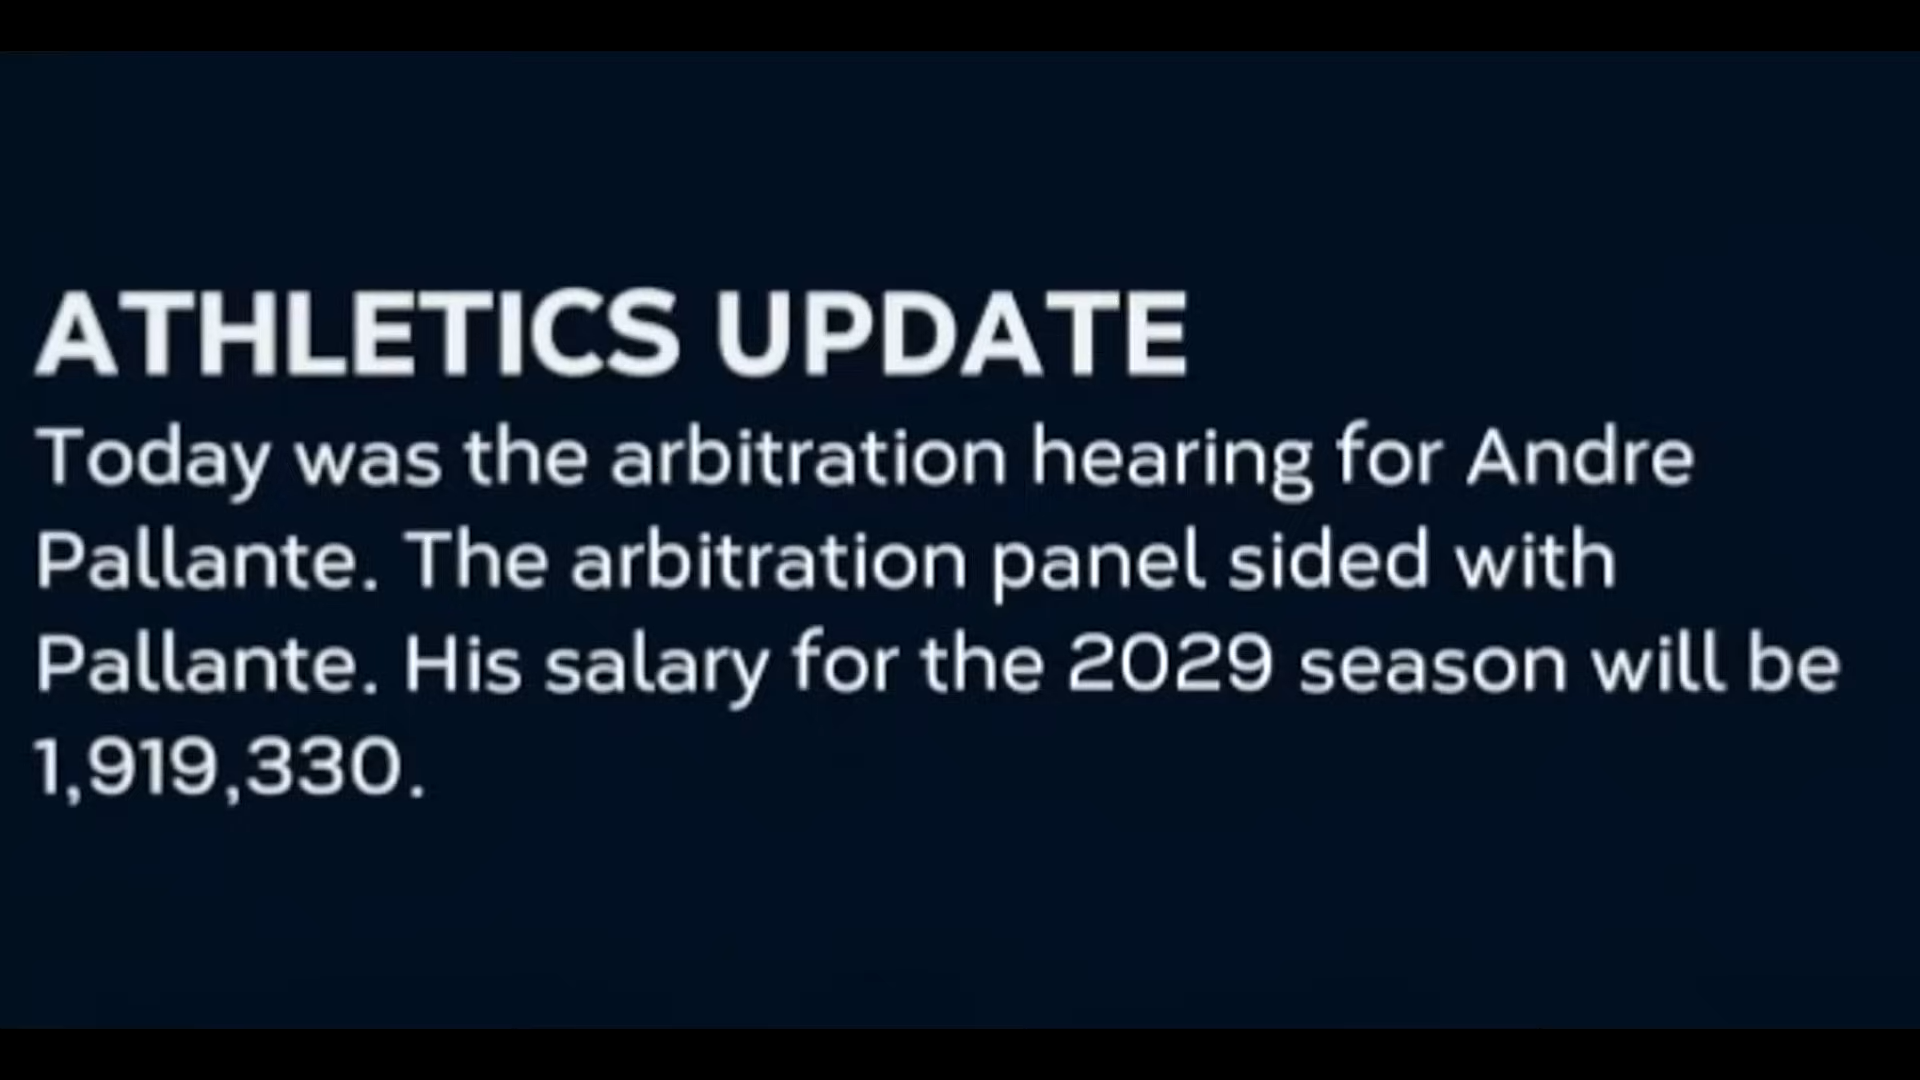 ATHLETICS UPDATE
Today was the arbitration hearing for Andre
Pallante. The arbitration panel sided with
Pallante. His salary for the 2029 season will be
1,919,330.